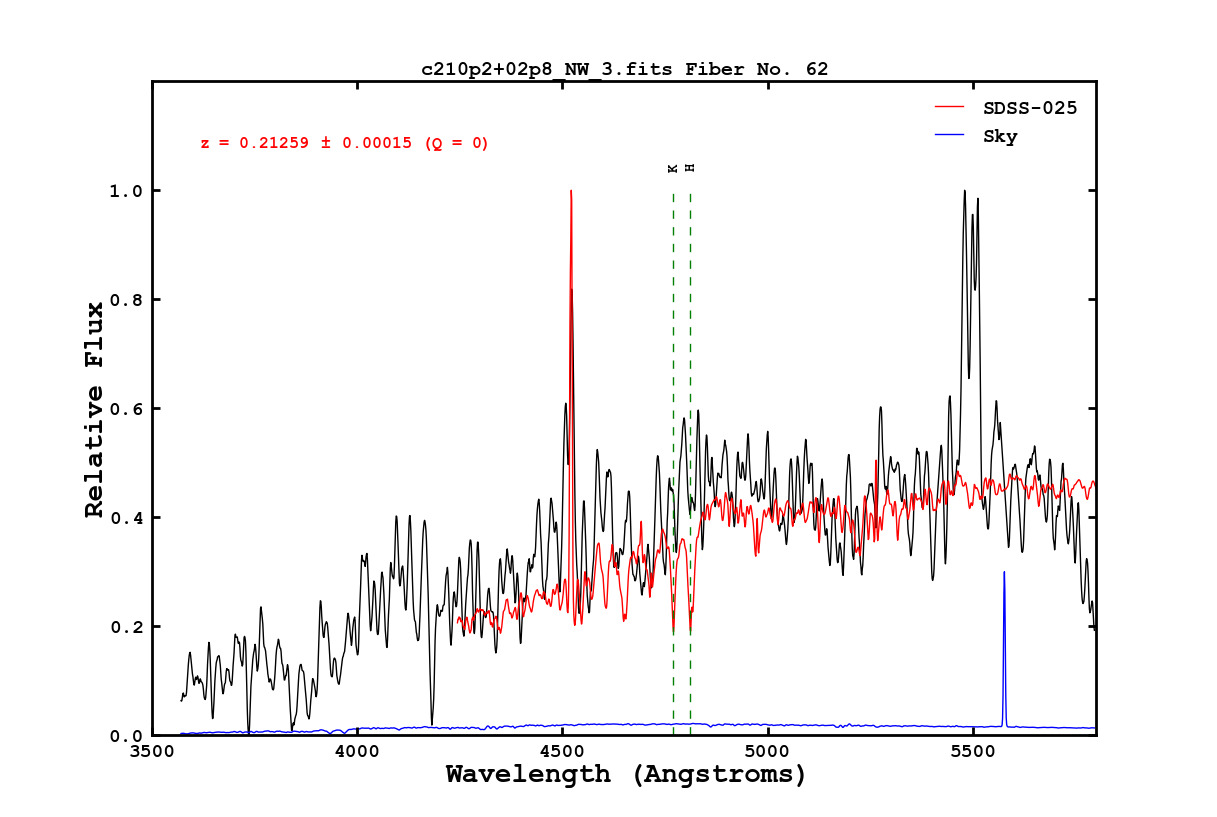 c210p2+02p8_NW_3.fits Fiber No. 62
SDSS-025
Sky
z = 0.21259 ± 0.00015 (Q = 0)
K H
1.0
0.8
0.6
0.4
0.2
0.0
Relative Flux
3500 4000 4500 5000 5500
Wavelength (Angstroms)